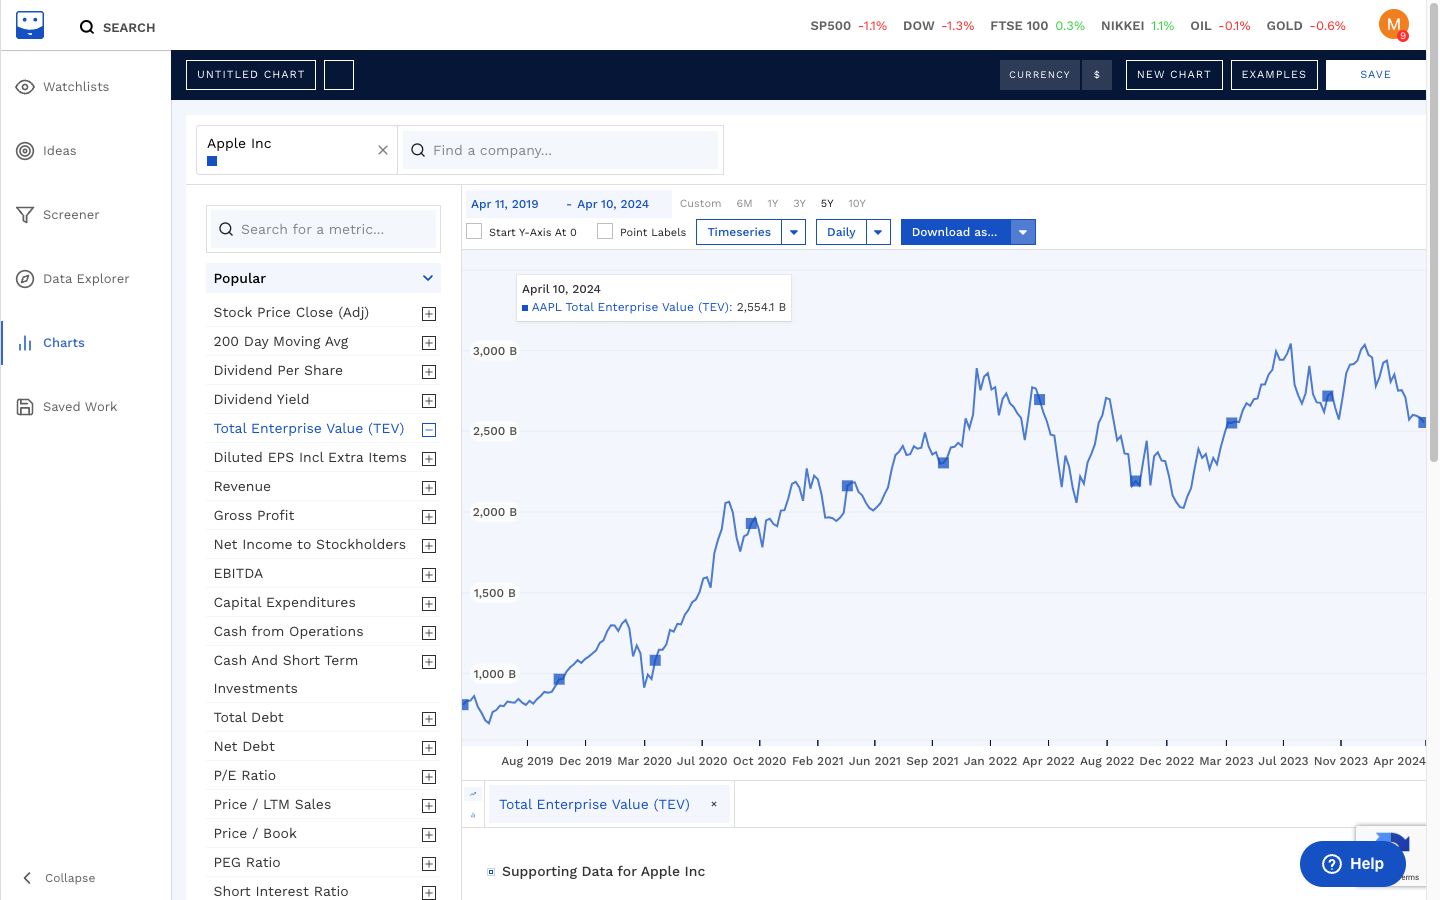 SEARCH
SP500 -1.1% DOW -1.3% FTSE 100 0.3% NIKKEI 1.1% OIL -0.1% GOLD -0.6%
M
9
UNTITLED CHART
CURRENCY $ NEW CHART EXAMPLES SAVE
Watchlists
Ideas
Screener
Data Explorer
Charts
Saved Work
Collapse
Apple Inc
Find a company...
Search for a metric...
Popular
Stock Price Close (Adj)
200 Day Moving Avg
Dividend Per Share
Dividend Yield
Total Enterprise Value (TEV)
Diluted EPS Incl Extra Items
Revenue
Gross Profit
Net Income to Stockholders
EBITDA
Capital Expenditures
Cash from Operations
Cash And Short Term
Investments
Total Debt
Net Debt
P/E Ratio
Price / LTM Sales
Price / Book
PEG Ratio
Short Interest Ratio
Apr 11, 2019 - Apr 10, 2024 Custom 6M 1Y 3Y 5Y 10Y
Start Y-Axis At 0 Point Labels Timeseries Daily Download as...
April 10, 2024
AAPL Total Enterprise Value (TEV): 2,554.1 B
3,000 B
2,500 B
2,000 B
1,500 B
1,000 B
Aug 2019 Dec 2019 Mar 2020 Jul 2020 Oct 2020 Feb 2021 Jun 2021 Sep 2021 Jan 2022 Apr 2022 Aug 2022 Dec 2022 Mar 2023 Jul 2023 Nov 2023 Apr 2024
Total Enterprise Value (TEV) ×
Supporting Data for Apple Inc
Help